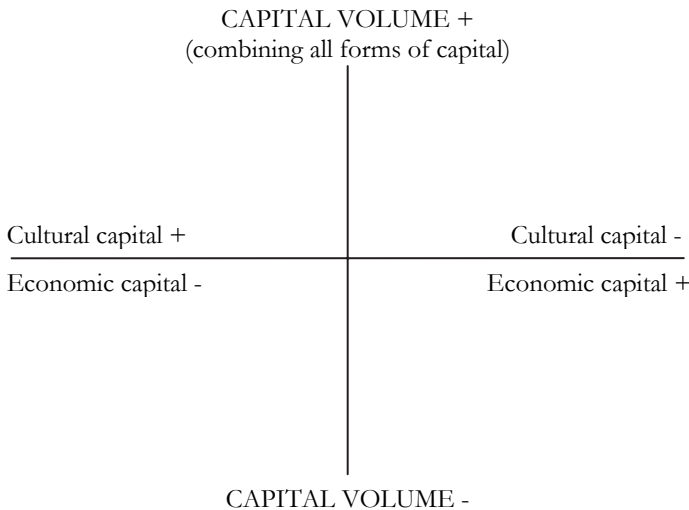 CAPITAL VOLUME +
(combining all forms of capital)
Cultural capital +
Cultural capital -
Economic capital -
Economic capital +
CAPITAL VOLUME -